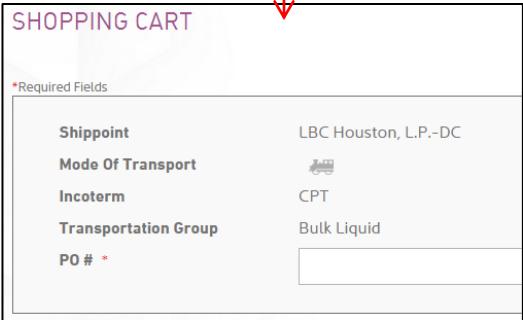 SHOPPING CART
*Required Fields
Shippoint LBC Houston, L.P.-DC
Mode Of Transport
Incoterm CPT
Transportation Group Bulk Liquid
PO # *